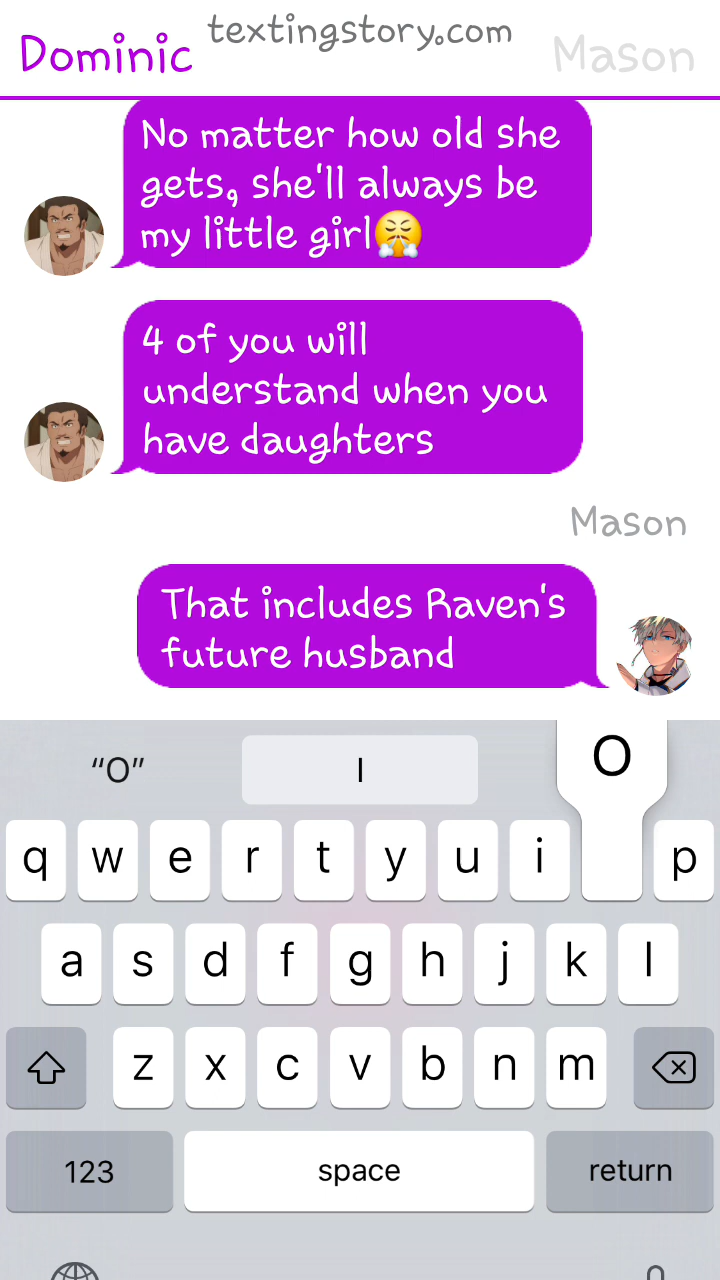 textingstory.com
Dominic
Mason
No matter how old she
gets, she'll always be
my little girl😤
4 of you will
understand when you
have daughters
Mason
That includes Raven's
future husband
“O”
I
O
q w e r t y u i p
a s d f g h j k l
z x c v b n m
123
space
return